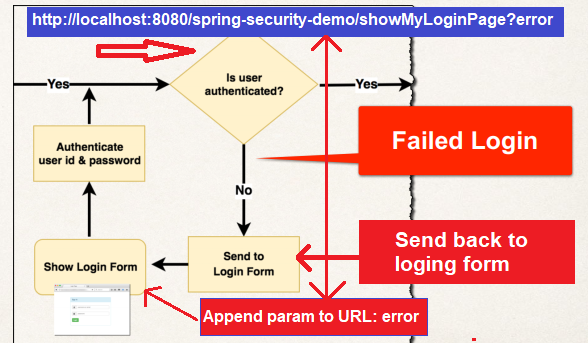 http://localhost:8080/spring-security-demo/showMyLoginPage?error
Is user
authenticated?
Yes
Yes
Authenticate
user id & password
Failed Login
No
Send to
Login Form
Show Login Form
Send back to
loging form
Append param to URL: error